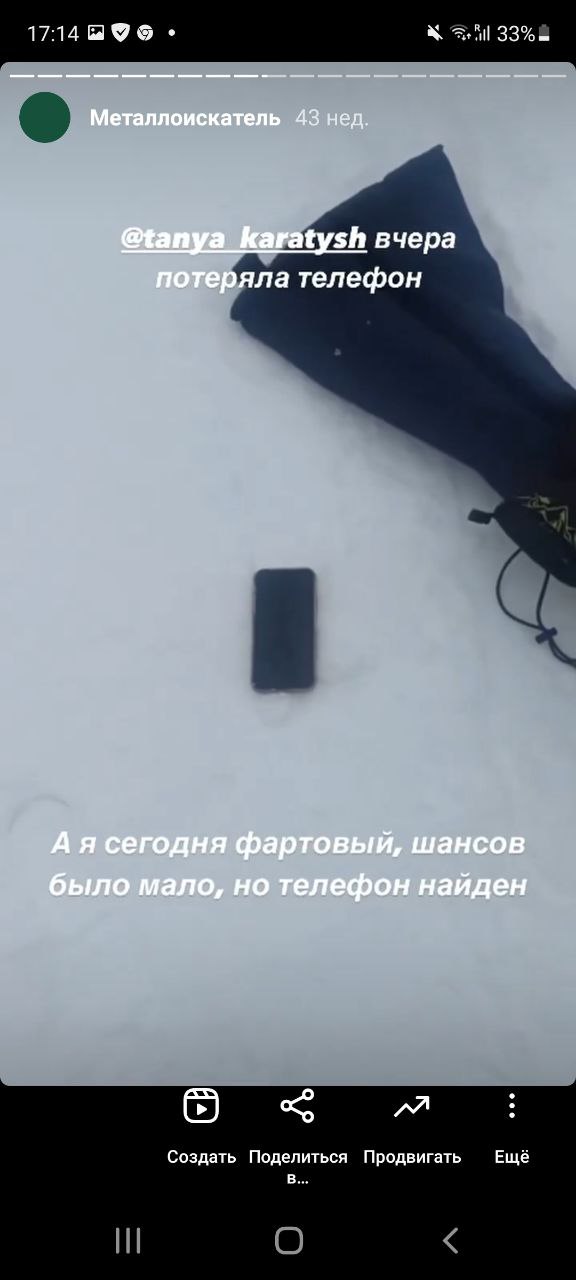 17:14
33%
Металлоискатель 43 нед.
@tanya_karatysh вчера
потеряла телефон
А я сегодня фартовый, шансов
было мало, но телефон найден
Создать
Поделиться
в...
Продвигать
Ещё